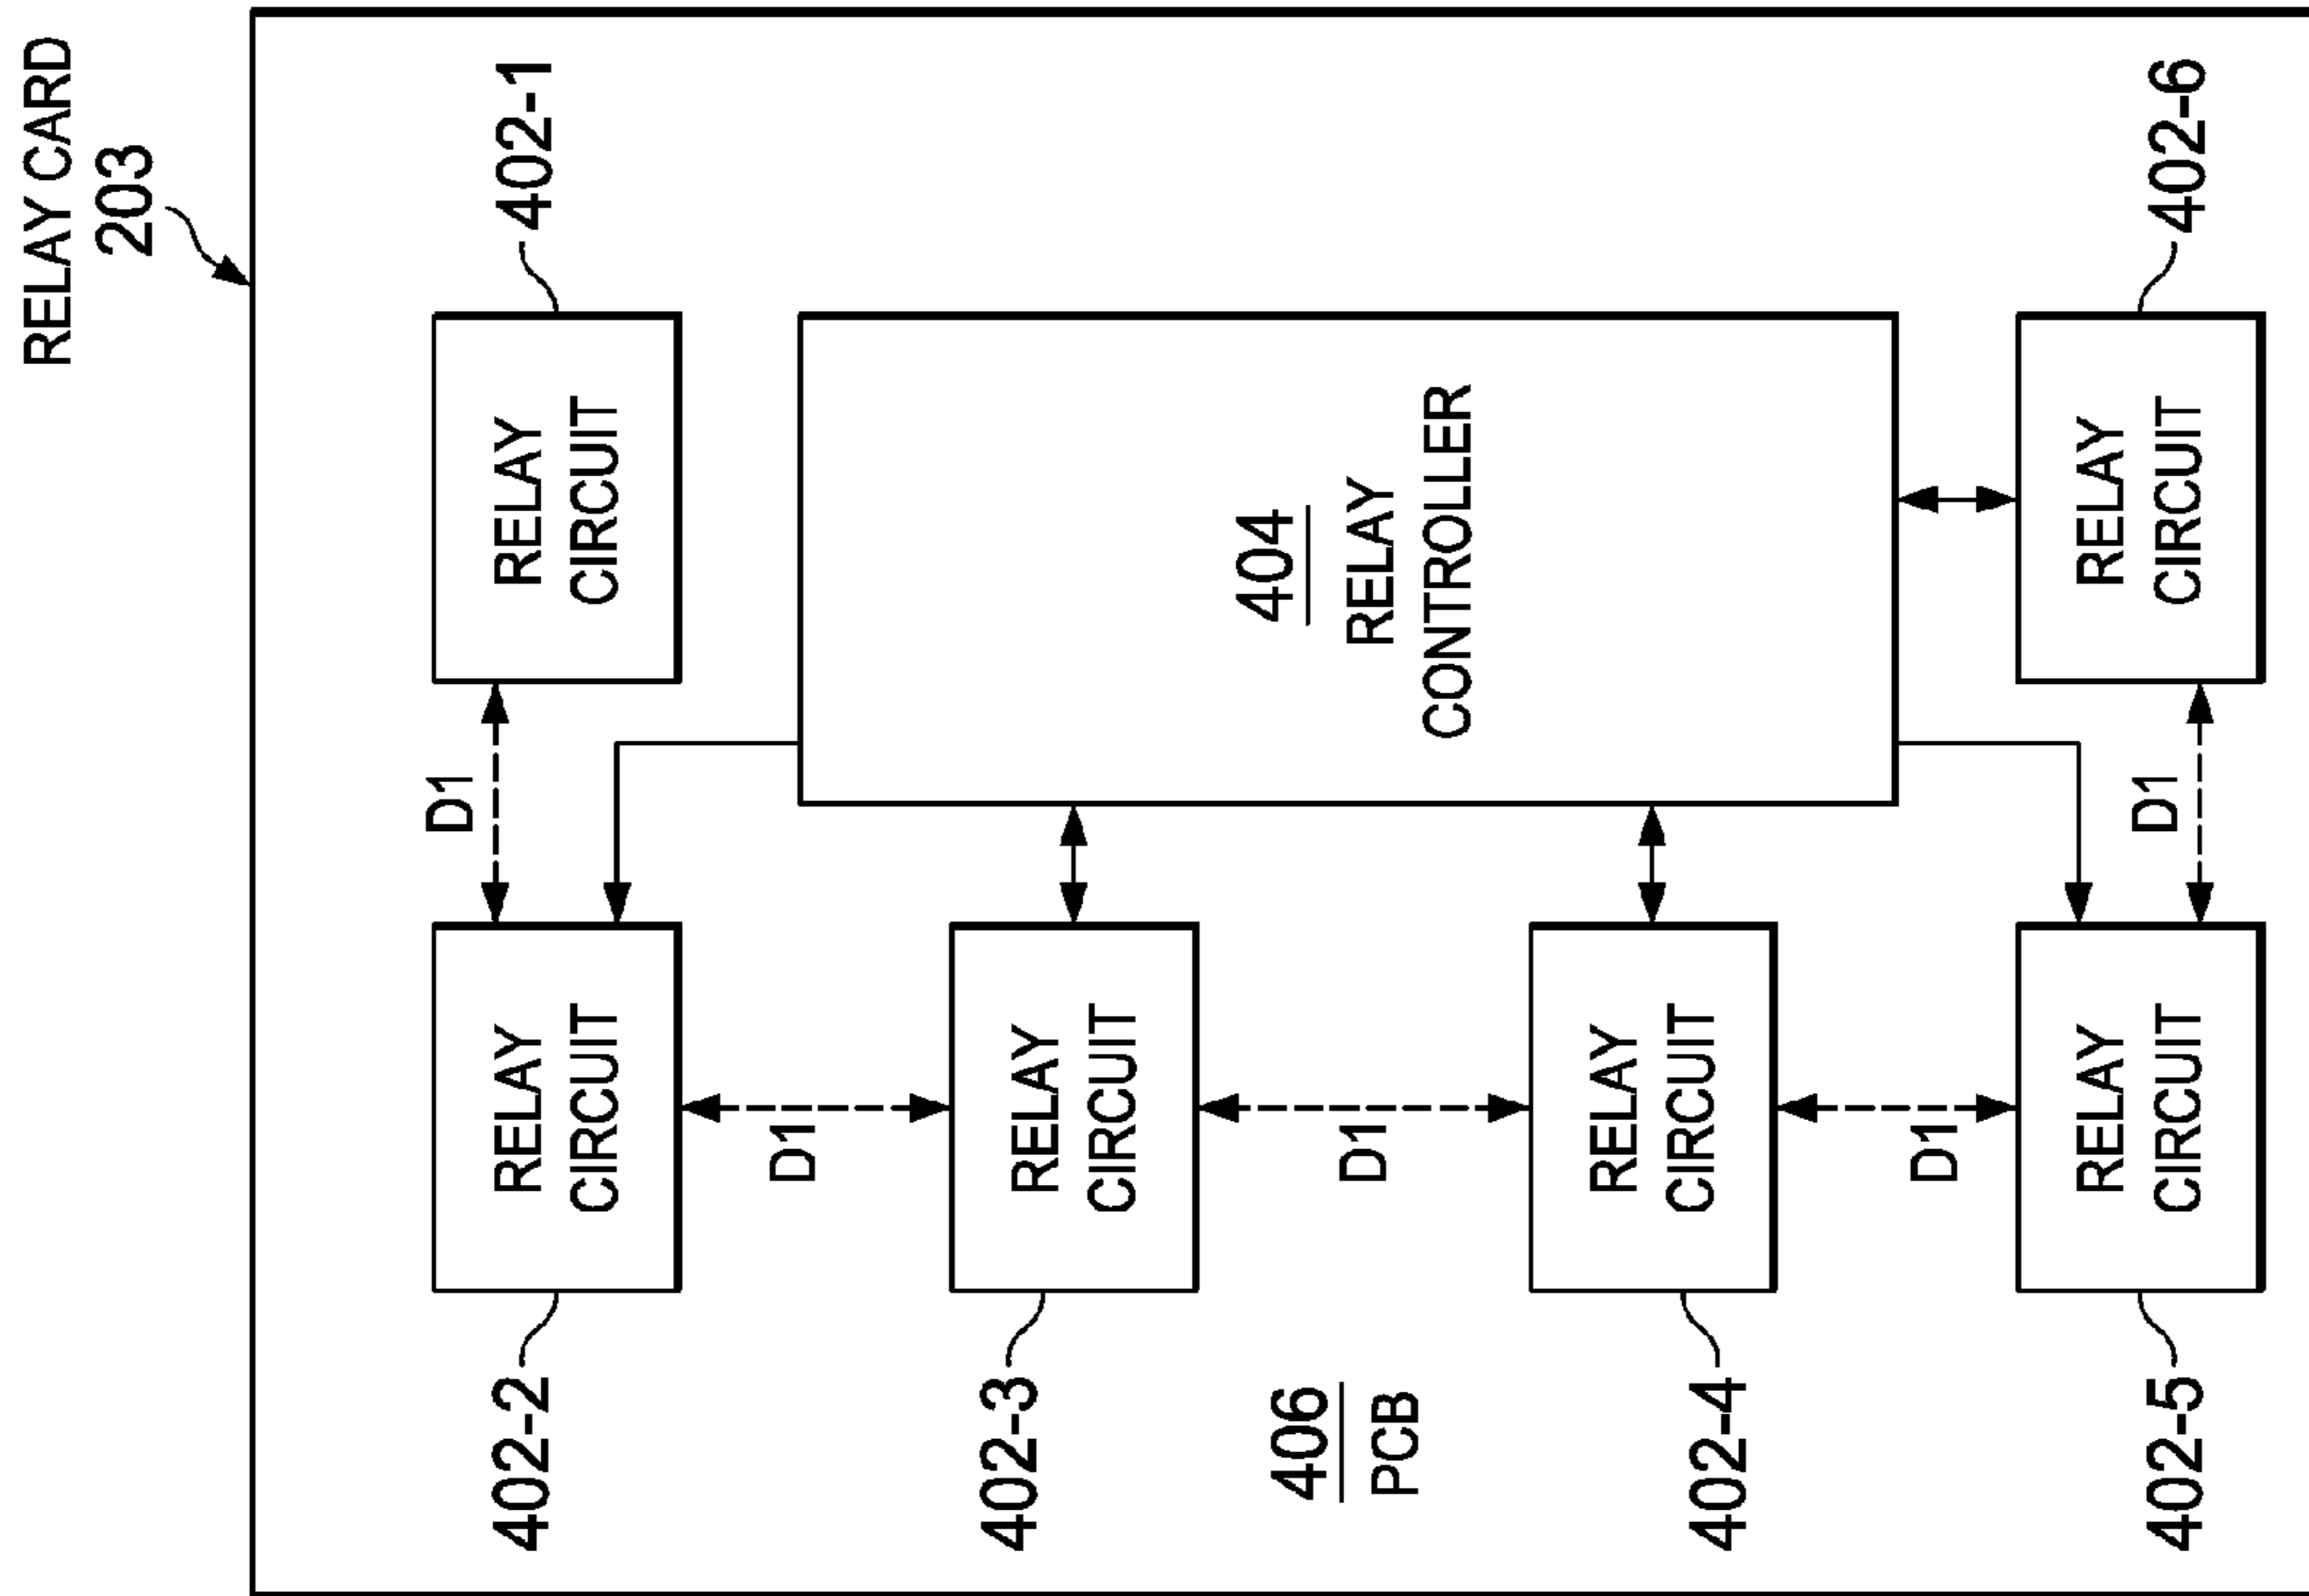 RELAY CARD
203
402-2
RELAY
CIRCUIT
D1
RELAY
CIRCUIT
402-1
D1
402-3
RELAY
CIRCUIT
404
RELAY
CONTROLLER
406
PCB
D1
402-4
RELAY
CIRCUIT
D1
402-5
RELAY
CIRCUIT
D1
RELAY
CIRCUIT
402-6